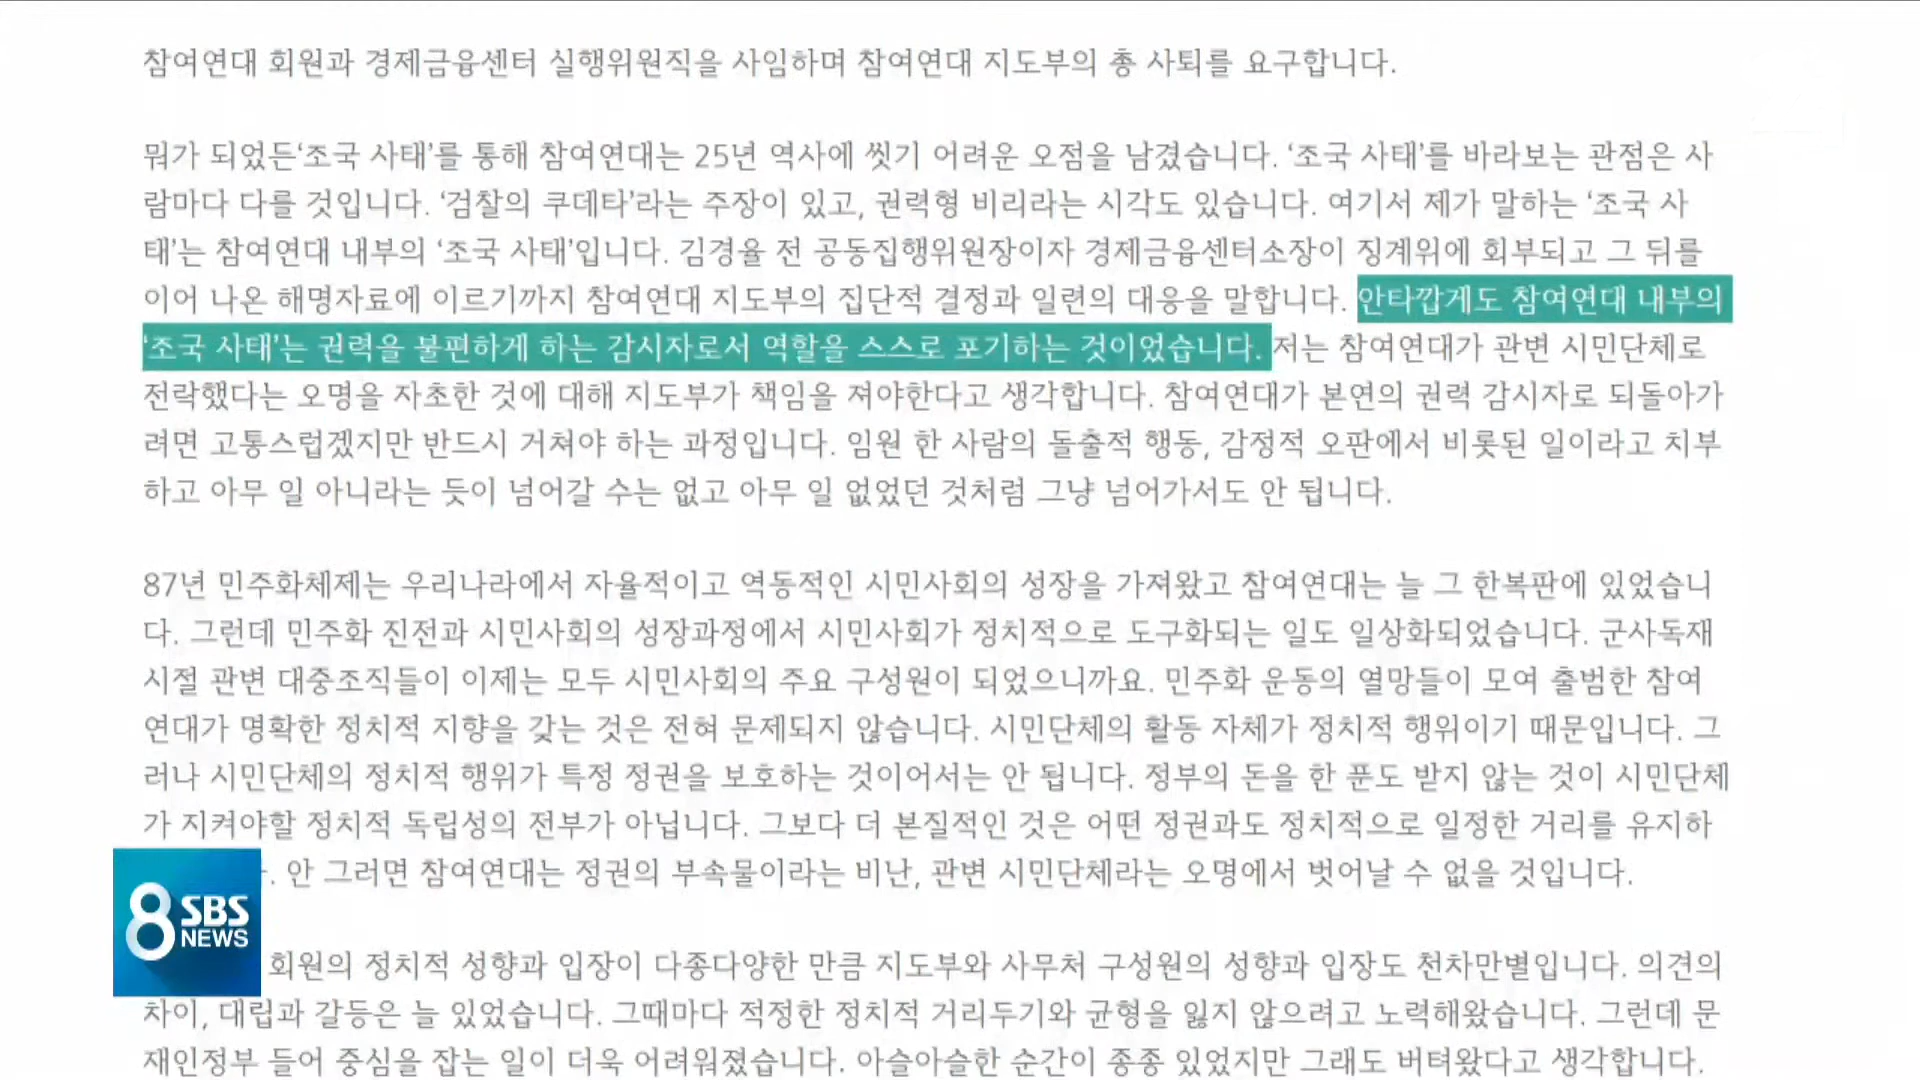 참여연대 회원과 경제금융센터 실행위원직을 사임하며 참여연대 지도부의 총 사퇴를 요구합니다.
뭐가 되었든‘조국 사태’를 통해 참여연대는 25년 역사에 씻기 어려운 오점을 남겼습니다. ‘조국 사태’를 바라보는 관점은 사
람마다 다를 것입니다. ‘검찰의 쿠데타’라는 주장이 있고, 권력형 비리라는 시각도 있습니다. 여기서 제가 말하는 ‘조국 사
태’는 참여연대 내부의 ‘조국 사태’입니다. 김경율 전 공동집행위원장이자 경제금융센터소장이 징계위에 회부되고 그 뒤를
이어 나온 해명자료에 이르기까지 참여연대 지도부의 집단적 결정과 일련의 대응을 말합니다. 안타깝게도 참여연대 내부의
‘조국 사태’는 권력을 불편하게 하는 감시자로서 역할을 스스로 포기하는 것이었습니다. 저는 참여연대가 관변 시민단체로
전락했다는 오명을 자초한 것에 대해 지도부가 책임을 져야한다고 생각합니다. 참여연대가 본연의 권력 감시자로 되돌아가
려면 고통스럽겠지만 반드시 거쳐야 하는 과정입니다. 임원 한 사람의 돌출적 행동, 감정적 오판에서 비롯된 일이라고 치부
하고 아무 일 아니라는 듯이 넘어갈 수는 없고 아무 일 없었던 것처럼 그냥 넘어가서도 안 됩니다.
87년 민주화체제는 우리나라에서 자율적이고 역동적인 시민사회의 성장을 가져왔고 참여연대는 늘 그 한복판에 있었습니
다. 그런데 민주화 진전과 시민사회의 성장과정에서 시민사회가 정치적으로 도구화되는 일도 일상화되었습니다. 군사독재
시절 관변 대중조직들이 이제는 모두 시민사회의 주요 구성원이 되었으니까요. 민주화 운동의 열망들이 모여 출범한 참여
연대가 명확한 정치적 지향을 갖는 것은 전혀 문제되지 않습니다. 시민단체의 활동 자체가 정치적 행위이기 때문입니다. 그
러나 시민단체의 정치적 행위가 특정 정권을 보호하는 것이어서는 안 됩니다. 정부의 돈을 한 푼도 받지 않는 것이 시민단체
가 지켜야할 정치적 독립성의 전부가 아닙니다. 그보다 더 본질적인 것은 어떤 정권과도 정치적으로 일정한 거리를 유지하
. 안 그러면 참여연대는 정권의 부속물이라는 비난, 관변 시민단체라는 오명에서 벗어날 수 없을 것입니다.
8 SBS
NEWS
회원의 정치적 성향과 입장이 다종다양한 만큼 지도부와 사무처 구성원의 성향과 입장도 천차만별입니다. 의견의
차이, 대립과 갈등은 늘 있었습니다. 그때마다 적정한 정치적 거리두기와 균형을 잃지 않으려고 노력해왔습니다. 그런데 문
재인정부 들어 중심을 잡는 일이 더욱 어려워졌습니다. 아슬아슬한 순간이 종종 있었지만 그래도 버텨왔다고 생각합니다.